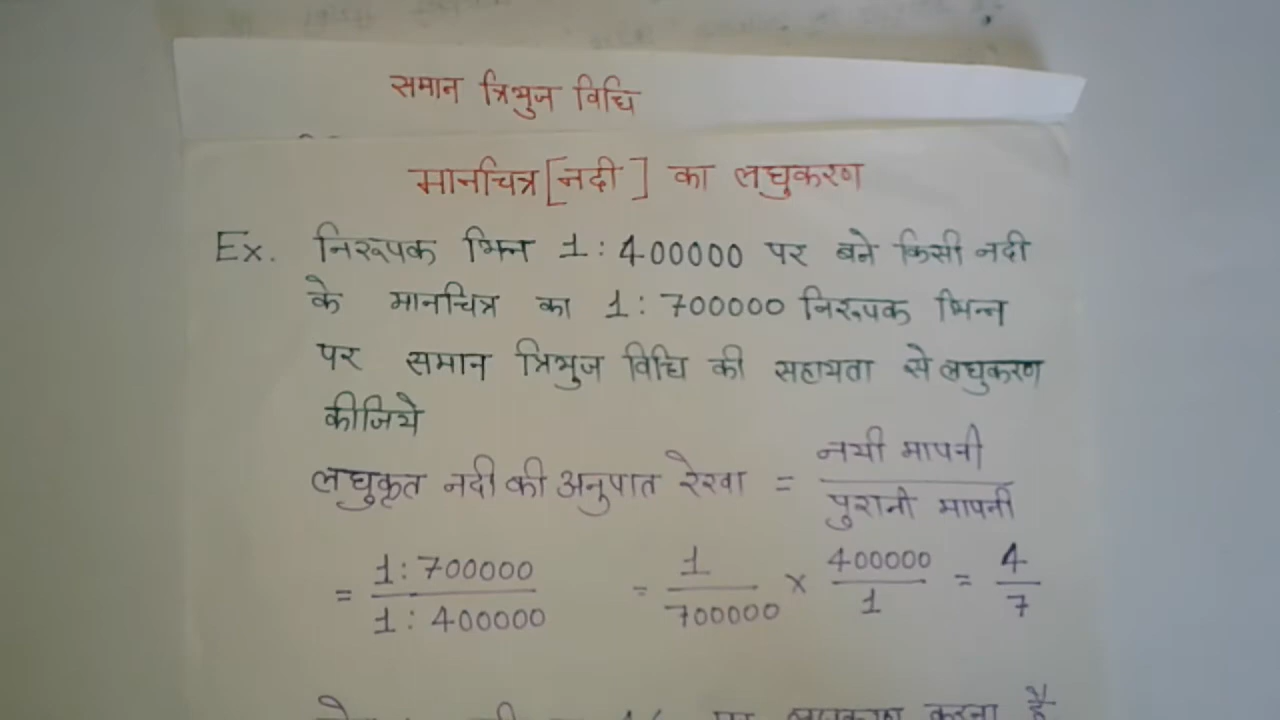 समान त्रिभुज विधि
मानचित्र [नदी] का लघुकरण
Ex. निरूपक भिन्न 1:400000 पर बने किसी नदी
के मानचित्र का 1:700000 निरूपक भिन्न
पर समान त्रिभुज विधि की सहायता से लघुकरण
कीजिये
लघुकृत नदी की अनुपात रेखा = नयी मापनी / पुरानी मापनी
= 1:700000 / 1:400000 = 1/700000 × 400000/1 = 4/7
करना है